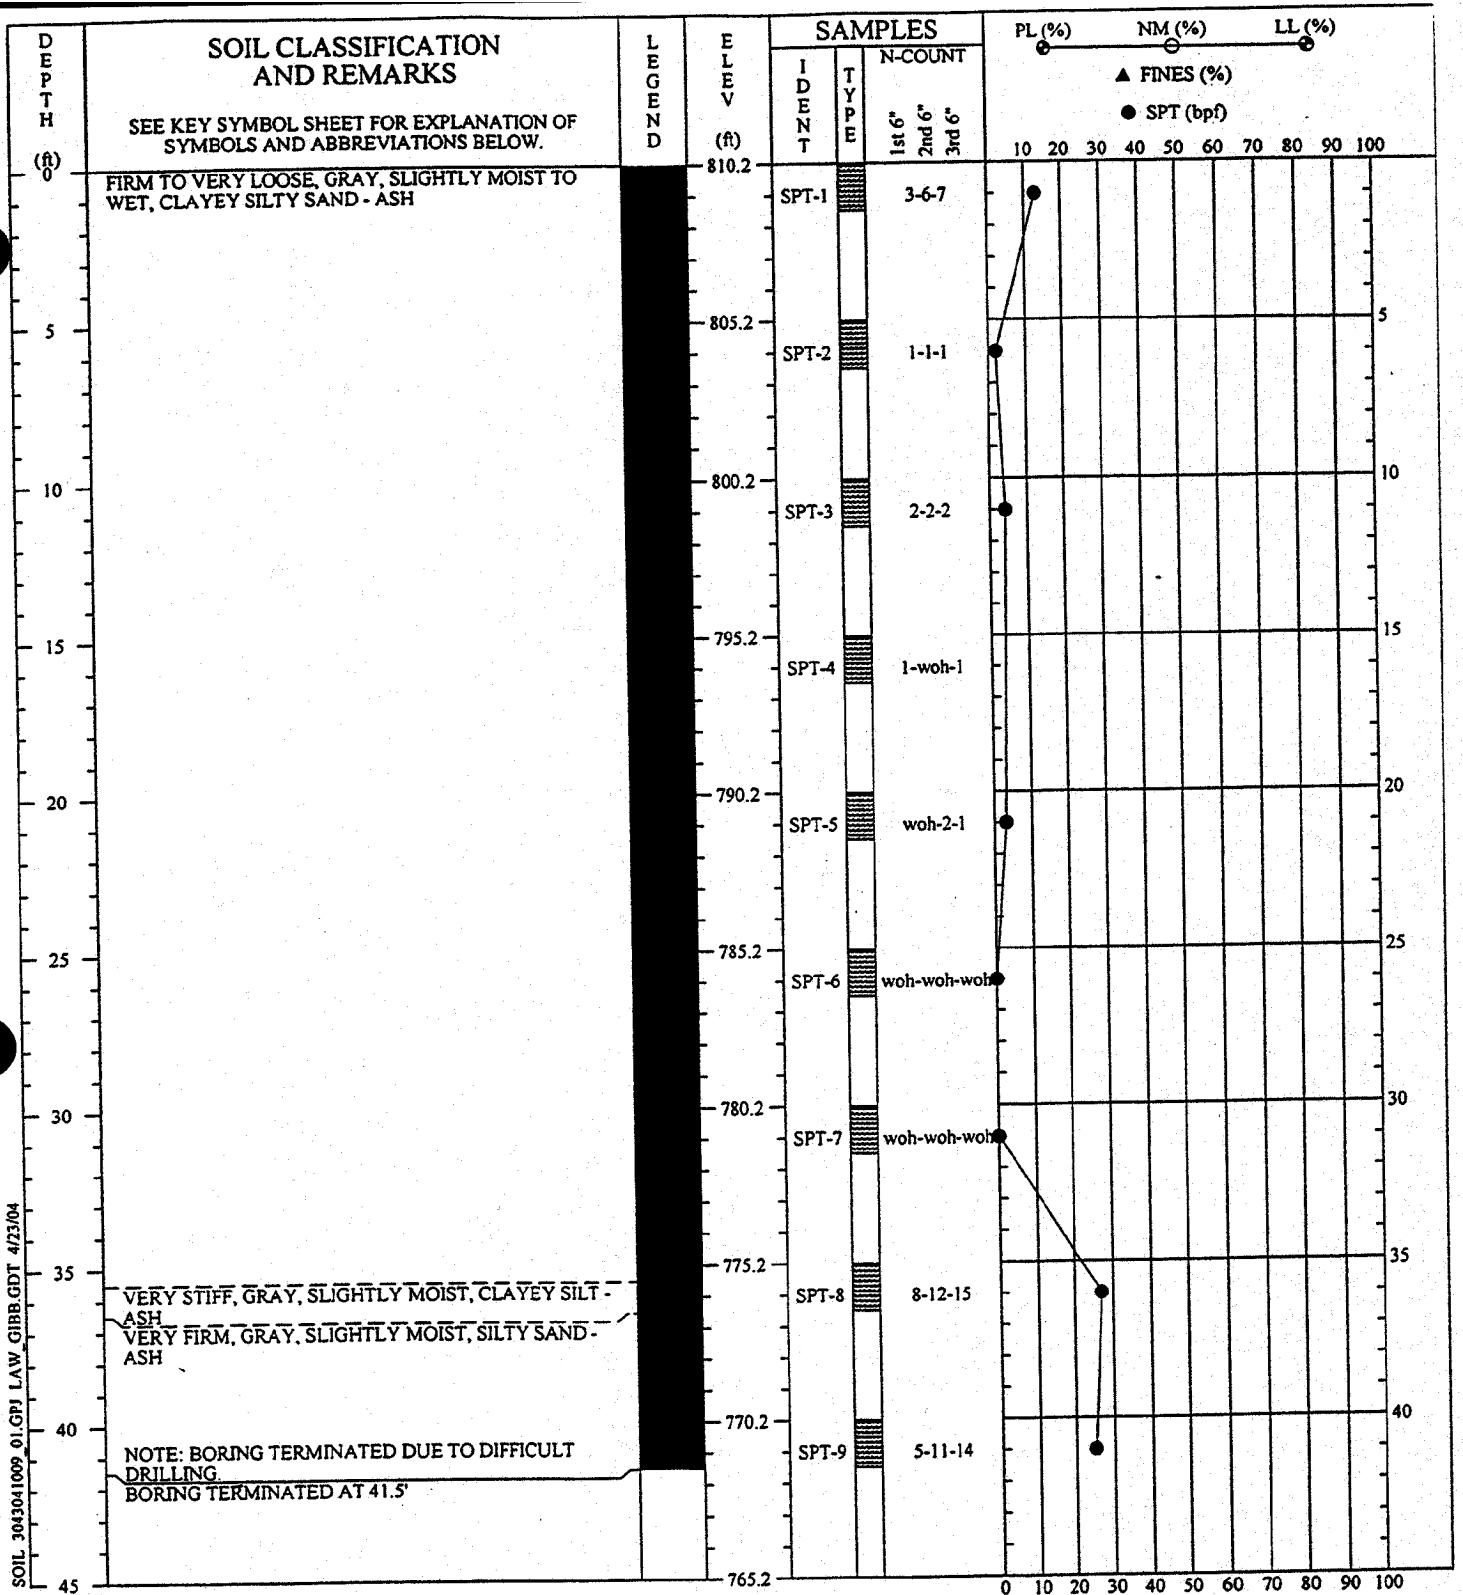 DEPTH
(ft)
SOIL CLASSIFICATION
AND REMARKS
SEE KEY SYMBOL SHEET FOR EXPLANATION OF
SYMBOLS AND ABBREVIATIONS BELOW.
LEGEND
ELEV
(ft)
SAMPLES
IDENT
TYPE
N-COUNT
1st 6"
2nd 6"
3rd 6"
PL (%) NM (%) LL (%)
▲ FINES (%)
● SPT (bpf)
10 20 30 40 50 60 70 80 90 100
0
FIRM TO VERY LOOSE, GRAY, SLIGHTLY MOIST TO
WET, CLAYEY SILTY SAND - ASH
810.2
SPT-1 3-6-7
5 805.2 5
SPT-2 1-1-1
10 800.2 10
SPT-3 2-2-2
15 795.2 15
SPT-4 1-woh-1
20 790.2 20
SPT-5 woh-2-1
25 785.2 25
SPT-6 woh-woh-woh
30 780.2 30
SPT-7 woh-woh-woh
35 775.2 35
VERY STIFF, GRAY, SLIGHTLY MOIST, CLAYEY SILT -
ASH
SPT-8 8-12-15
VERY FIRM, GRAY, SLIGHTLY MOIST, SILTY SAND -
ASH
40 770.2 40
NOTE: BORING TERMINATED DUE TO DIFFICULT
DRILLING.
SPT-9 5-11-14
BORING TERMINATED AT 41.5'
45 765.2
0 10 20 30 40 50 60 70 80 90 100
SOIL 3043041009_01.GPJ LAW_GIBB.GDT 4/23/04